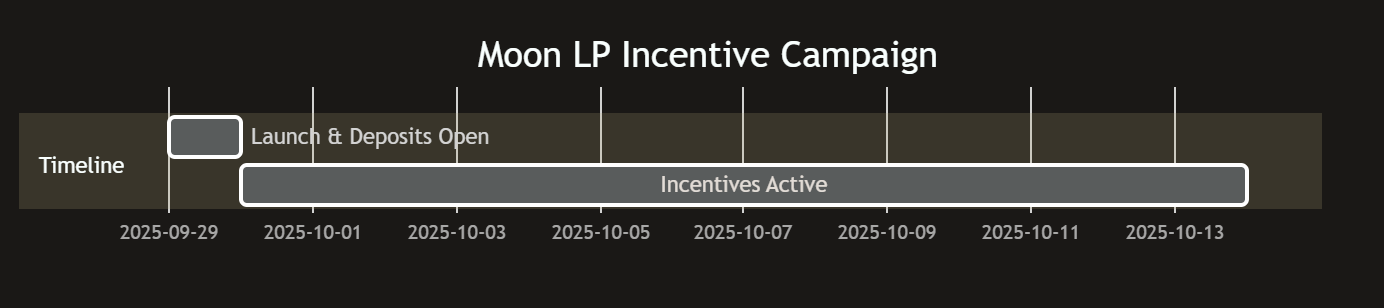 Moon LP Incentive Campaign
Launch & Deposits Open
Timeline
Incentives Active
2025-09-29 2025-10-01 2025-10-03 2025-10-05 2025-10-07 2025-10-09 2025-10-11 2025-10-13